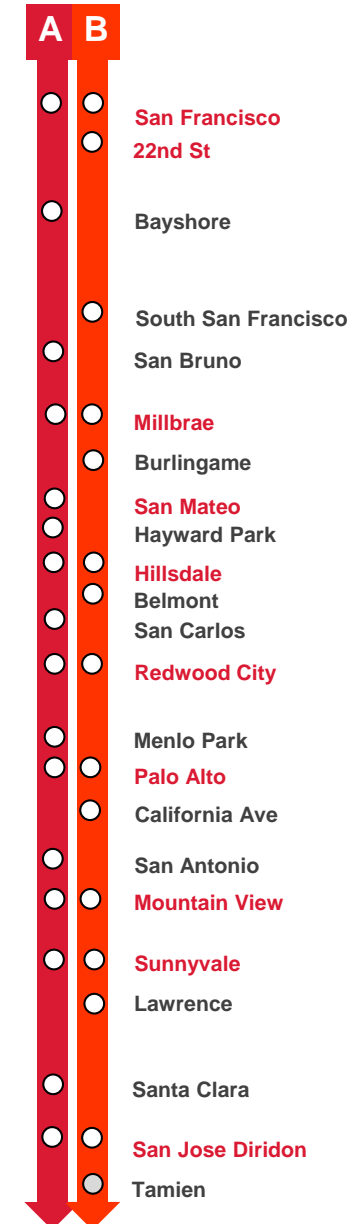 A B
San Francisco
22nd St
Bayshore
South San Francisco
San Bruno
Millbrae
Burlingame
San Mateo
Hayward Park
Hillsdale
Belmont
San Carlos
Redwood City
Menlo Park
Palo Alto
California Ave
San Antonio
Mountain View
Sunnyvale
Lawrence
Santa Clara
San Jose Diridon
Tamien